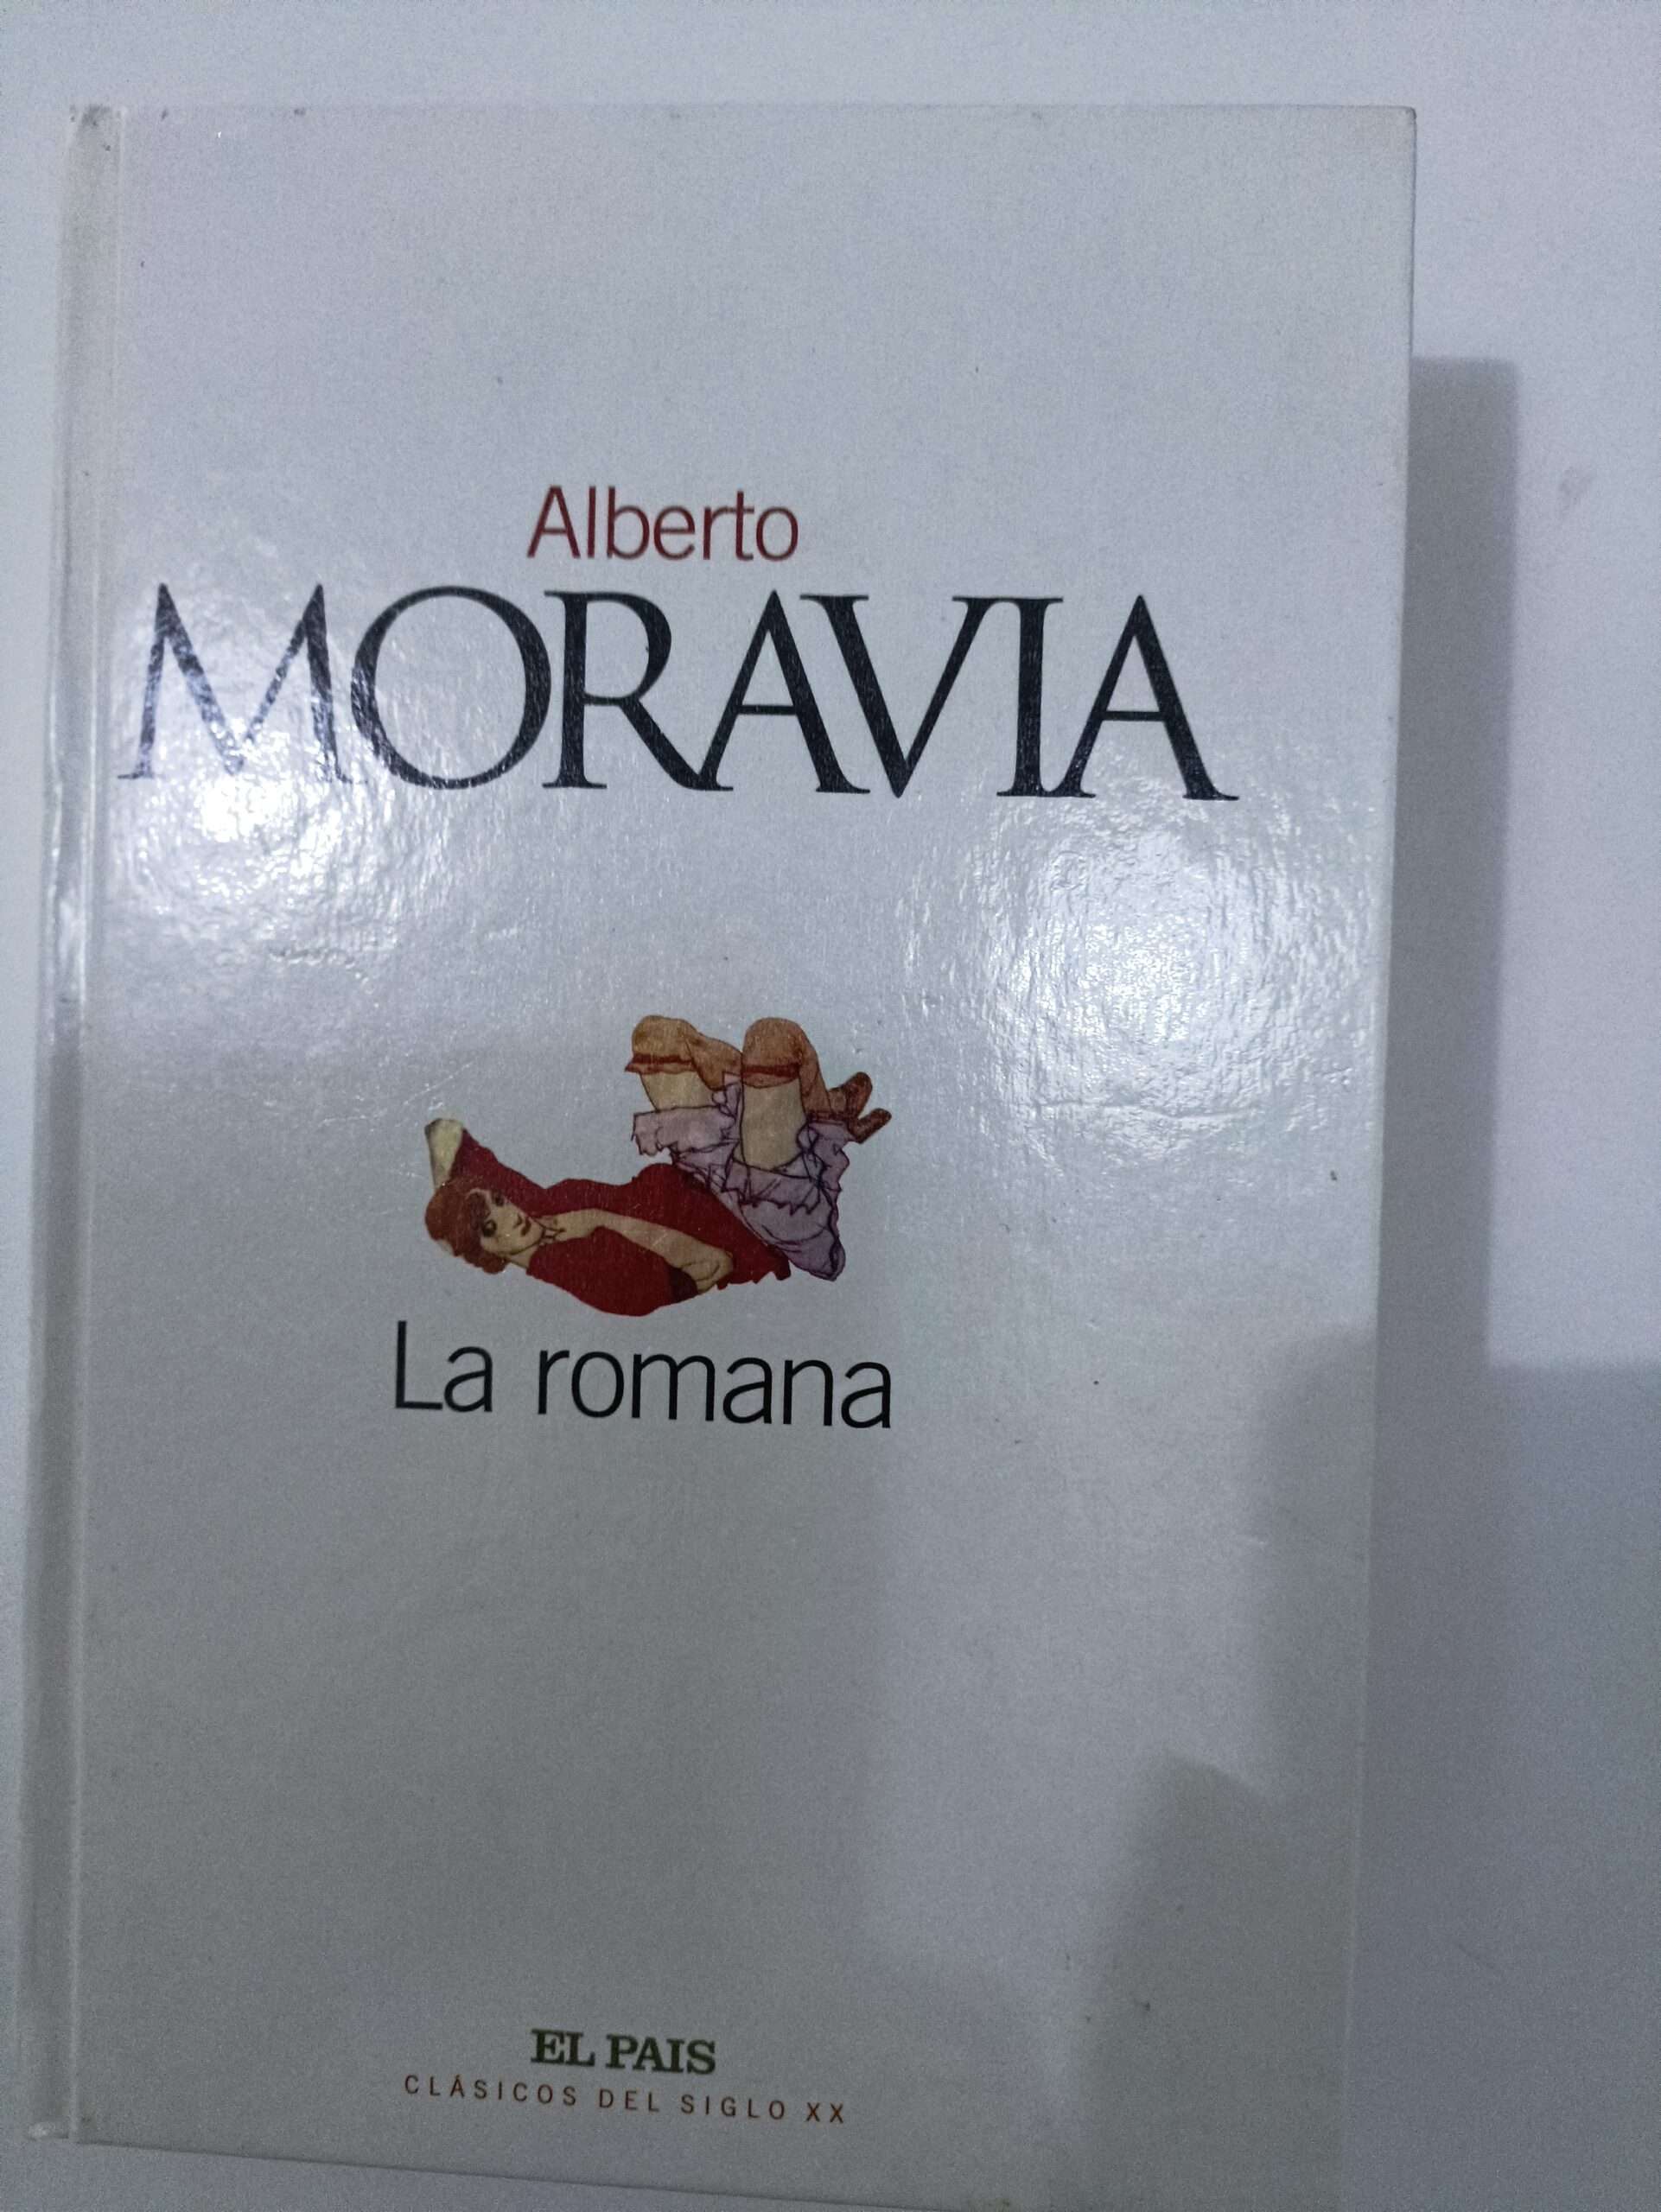 Alberto
MORAVIA
La romana
EL PAIS
CLÁSICOS DEL SIGLO XX